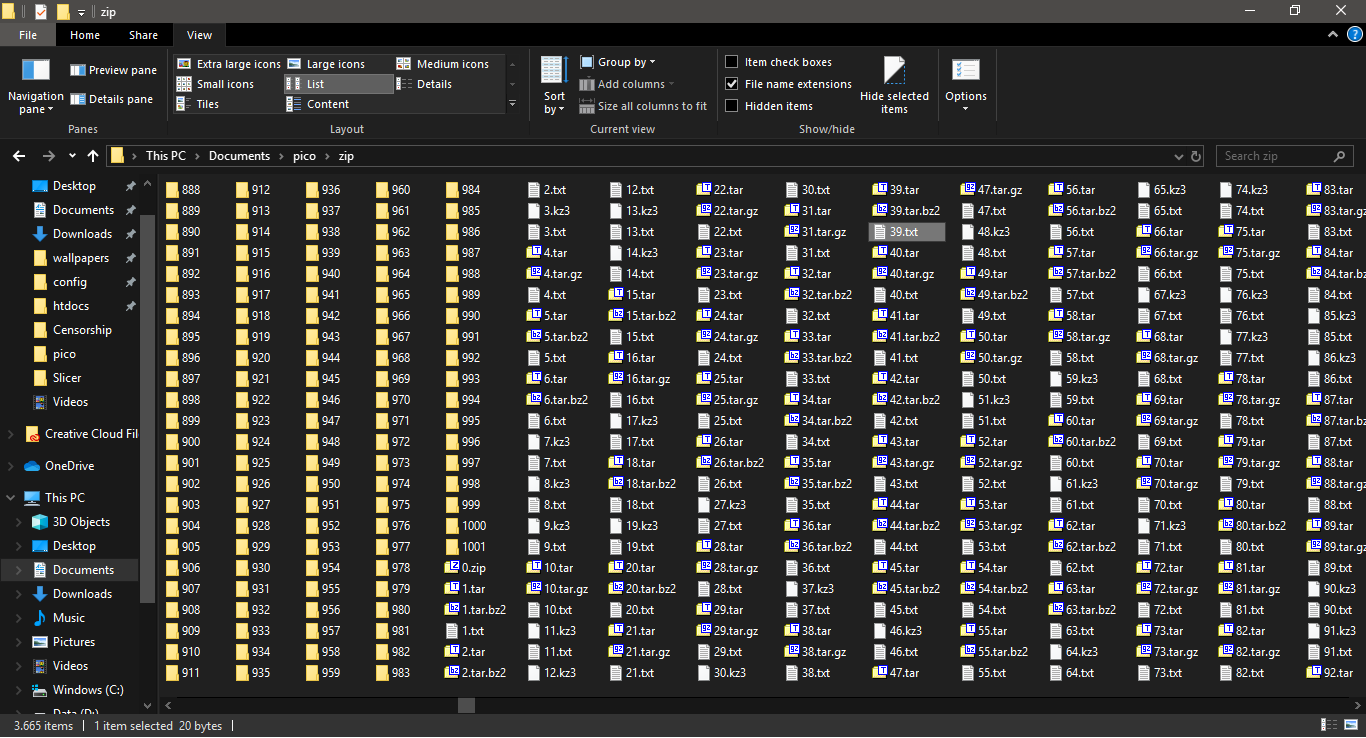 zip
File Home Share View
Navigation pane
Preview pane
Details pane
Panes
Extra large icons Large icons Medium icons
Small icons List Details
Tiles Content
Layout
Sort by
Group by
Add columns
Size all columns to fit
Current view
Item check boxes
File name extensions
Hidden items
Hide selected items
Show/hide
Options
This PC > Documents > pico > zip
Search zip
Desktop
Documents
Downloads
wallpapers
config
htdocs
Censorship
pico
Slicer
Videos
Creative Cloud Fil
OneDrive
This PC
3D Objects
Desktop
Documents
Downloads
Music
Pictures
Videos
Windows (C:)
Data (D:)
888 912 936 960 984 2.txt 12.txt 22.tar 30.txt 39.tar 47.tar.gz 56.tar 65.kz3 74.kz3 83.tar
889 913 937 961 985 3.kz3 13.kz3 22.tar.gz 31.tar 39.tar.bz2 47.txt 56.tar.bz2 65.txt 74.txt 83.tar.gz
890 914 938 962 986 3.txt 13.txt 22.txt 31.tar.gz 39.txt 48.kz3 56.txt 66.tar 75.tar 83.txt
891 915 939 963 987 4.tar 14.kz3 23.tar 31.txt 40.tar 48.txt 57.tar 66.tar.gz 75.tar.gz 84.tar
892 916 940 964 988 4.tar.gz 14.txt 23.tar.gz 32.tar 40.tar.gz 49.tar 57.tar.bz2 66.txt 75.txt 84.tar.bz
893 917 941 965 989 4.txt 15.tar 23.txt 32.tar.bz2 40.txt 49.tar.bz2 57.txt 67.kz3 76.kz3 84.txt
894 918 942 966 990 5.tar 15.tar.bz2 24.tar 32.txt 41.tar 49.txt 58.tar 67.txt 76.txt 85.kz3
895 919 943 967 991 5.tar.bz2 15.txt 24.tar.gz 33.tar 41.tar.bz2 50.tar 58.tar.gz 68.tar 77.kz3 85.txt
896 920 944 968 992 5.txt 16.tar 24.txt 33.tar.bz2 41.txt 50.tar.gz 58.txt 68.tar.gz 77.txt 86.kz3
897 921 945 969 993 6.tar 16.tar.gz 25.tar 33.txt 42.tar 50.txt 59.kz3 68.txt 78.tar 86.txt
898 922 946 970 994 6.tar.bz2 16.txt 25.tar.gz 34.tar 42.tar.bz2 51.kz3 59.txt 69.tar 78.tar.gz 87.tar
899 923 947 971 995 6.txt 17.kz3 25.txt 34.tar.bz2 42.txt 51.txt 60.tar 69.tar.gz 78.txt 87.tar.bz
900 924 948 972 996 7.kz3 17.txt 26.tar 34.txt 43.tar 52.tar 60.tar.bz2 69.txt 79.tar 87.txt
901 925 949 973 997 7.txt 18.tar 26.tar.bz2 35.tar 43.tar.gz 52.tar.gz 60.txt 70.tar 79.tar.gz 88.tar
902 926 950 974 998 8.kz3 18.tar.bz2 26.txt 35.tar.bz2 43.txt 52.txt 61.kz3 70.tar.gz 79.txt 88.tar.gz
903 927 951 975 999 8.txt 18.txt 27.kz3 35.txt 44.tar 53.tar 61.txt 70.txt 80.tar 88.txt
904 928 952 976 1000 9.kz3 19.kz3 27.txt 36.tar 44.tar.bz2 53.tar.gz 62.tar 71.kz3 80.tar.bz2 89.tar
905 929 953 977 1001 9.txt 19.txt 28.tar 36.tar.bz2 44.txt 53.txt 62.tar.bz2 71.txt 80.txt 89.tar.gz
906 930 954 978 0.zip 10.tar 20.tar 28.tar.gz 36.txt 45.tar 54.tar 62.txt 72.tar 81.tar 89.txt
907 931 955 979 1.tar 10.tar.gz 20.tar.bz2 28.txt 37.kz3 45.tar.bz2 54.tar.bz2 63.tar 72.tar.gz 81.tar.gz 90.kz3
908 932 956 980 1.tar.bz2 10.txt 20.txt 29.tar 37.txt 45.txt 54.txt 63.tar.bz2 72.txt 81.txt 90.txt
909 933 957 981 1.txt 11.kz3 21.tar 29.tar.gz 38.tar 46.kz3 55.tar 63.txt 73.tar 82.tar 91.kz3
910 934 958 982 2.tar 11.txt 21.tar.gz 29.txt 38.tar.gz 46.txt 55.tar.bz2 64.kz3 73.tar.gz 82.tar.gz 91.txt
911 935 959 983 2.tar.bz2 12.kz3 21.txt 30.kz3 38.txt 47.tar 55.txt 64.txt 73.txt 82.txt 92.tar
3.665 items 1 item selected 20 bytes